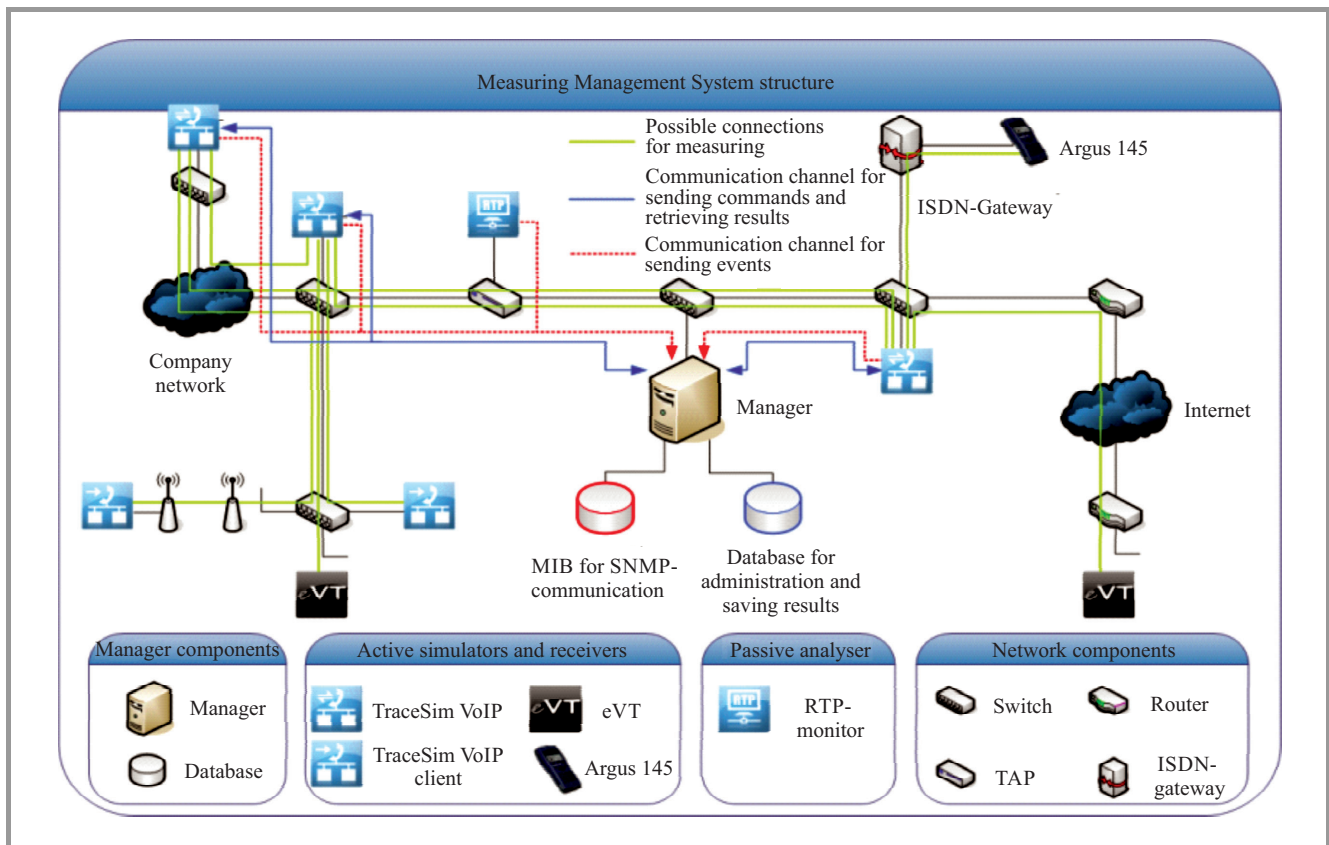 Measuring Management System structure
Possible connections
for measuring
Communication channel for
sending commands and
retrieving results
Communication channel for
sending events
RTP
Argus 145
ISDN-Gateway
Company
network
Manager
Internet
MIB for SNMP-
communication
Database for
administration and
saving results
eVT
eVT
Manager components
Manager
Database
Active simulators and receivers
TraceSim VoIP
TraceSim VoIP
client
eVT
eVT
Argus 145
Passive analyser
RTP
RTP-
monitor
Network components
Switch
Router
TAP
ISDN-
gateway